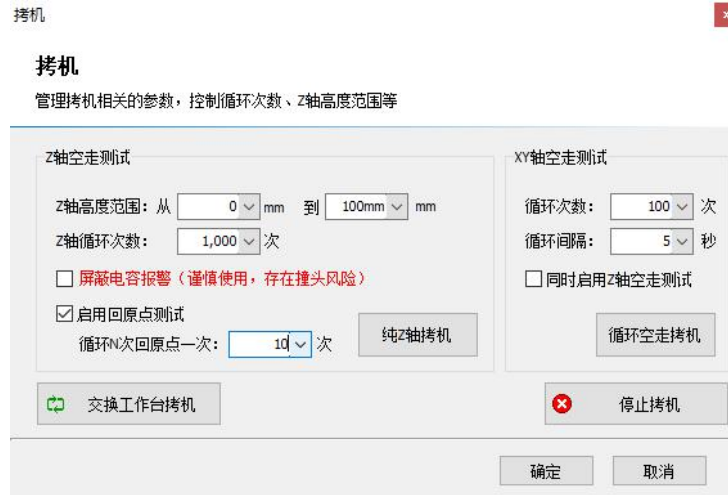 拷机
拷机
管理拷机相关的参数，控制循环次数、Z轴高度范围等
Z轴空走测试
Z轴高度范围：从 0 mm 到 100mm mm
Z轴循环次数： 1,000 次
屏蔽电容报警（谨慎使用，存在撞头风险）
启用回原点测试
循环N次回原点一次： 10 次
纯Z轴拷机
XY轴空走测试
循环次数： 100 次
循环间隔： 5 秒
同时启用Z轴空走测试
循环空走拷机
交换工作台拷机
停止拷机
确定
取消